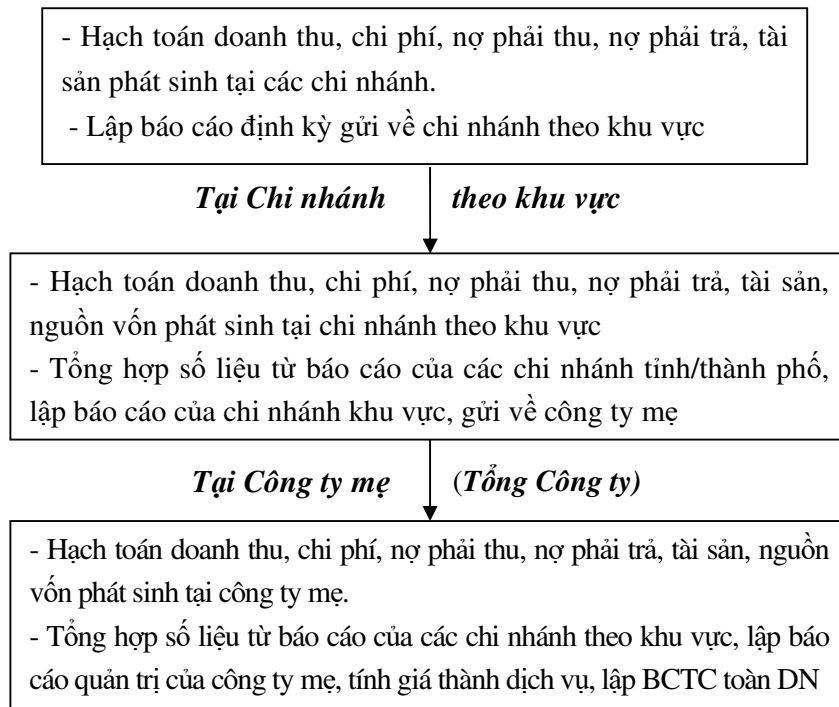 - Hạch toán doanh thu, chi phí, nợ phải thu, nợ phải trả, tài
sản phát sinh tại các chi nhánh.
- Lập báo cáo định kỳ gửi về chi nhánh theo khu vực
Tại Chi nhánh theo khu vực
- Hạch toán doanh thu, chi phí, nợ phải thu, nợ phải trả, tài sản,
nguồn vốn phát sinh tại chi nhánh theo khu vực
- Tổng hợp số liệu từ báo cáo của các chi nhánh tỉnh/thành phố,
lập báo cáo của chi nhánh khu vực, gửi về công ty mẹ
Tại Công ty mẹ (Tổng Công ty)
- Hạch toán doanh thu, chi phí, nợ phải thu, nợ phải trả, tài sản, nguồn
vốn phát sinh tại công ty mẹ.
- Tổng hợp số liệu từ báo cáo của các chi nhánh theo khu vực, lập báo
cáo quản trị của công ty mẹ, tính giá thành dịch vụ, lập BCTC toàn DN